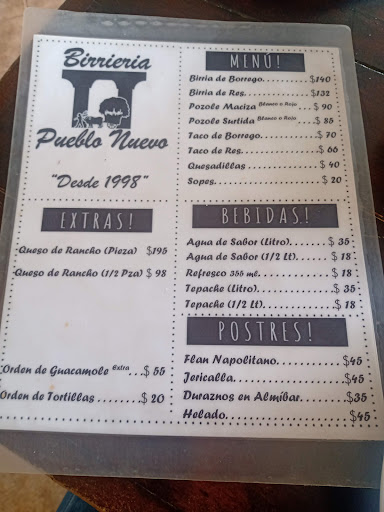 Birrieria
Pueblo Nuevo
"Desde 1998"
EXTRAS!
Queso de Rancho (Pieza) $195
Queso de Rancho (1/2 Pza) $ 98
Orden de Guacamole Extra...$ 55
Orden de Tortillas........$ 20
MENÚ!
Birria de Borrego..........$140
Birria de Res..............$132
Pozole Maciza Blanco o Rojo...$ 90
Pozole Surtida Blanco o Rojo...$ 85
Taco de Borrego............$ 70
Taco de Res................$ 66
Quesadillas................$ 40
Sopes......................$ 20
BEBIDAS!
Agua de Sabor (Litro).......$ 35
Agua de Sabor (1/2 Lt)......$ 18
Refresco 355 ml.............$ 18
Tepache (Litro).............$ 35
Tepache (1/2 Lt)............$ 18
POSTRES!
Flan Napolitano.............$45
Jericalla...................$45
Duraznos en Almíbar.........$35
Helado......................$45